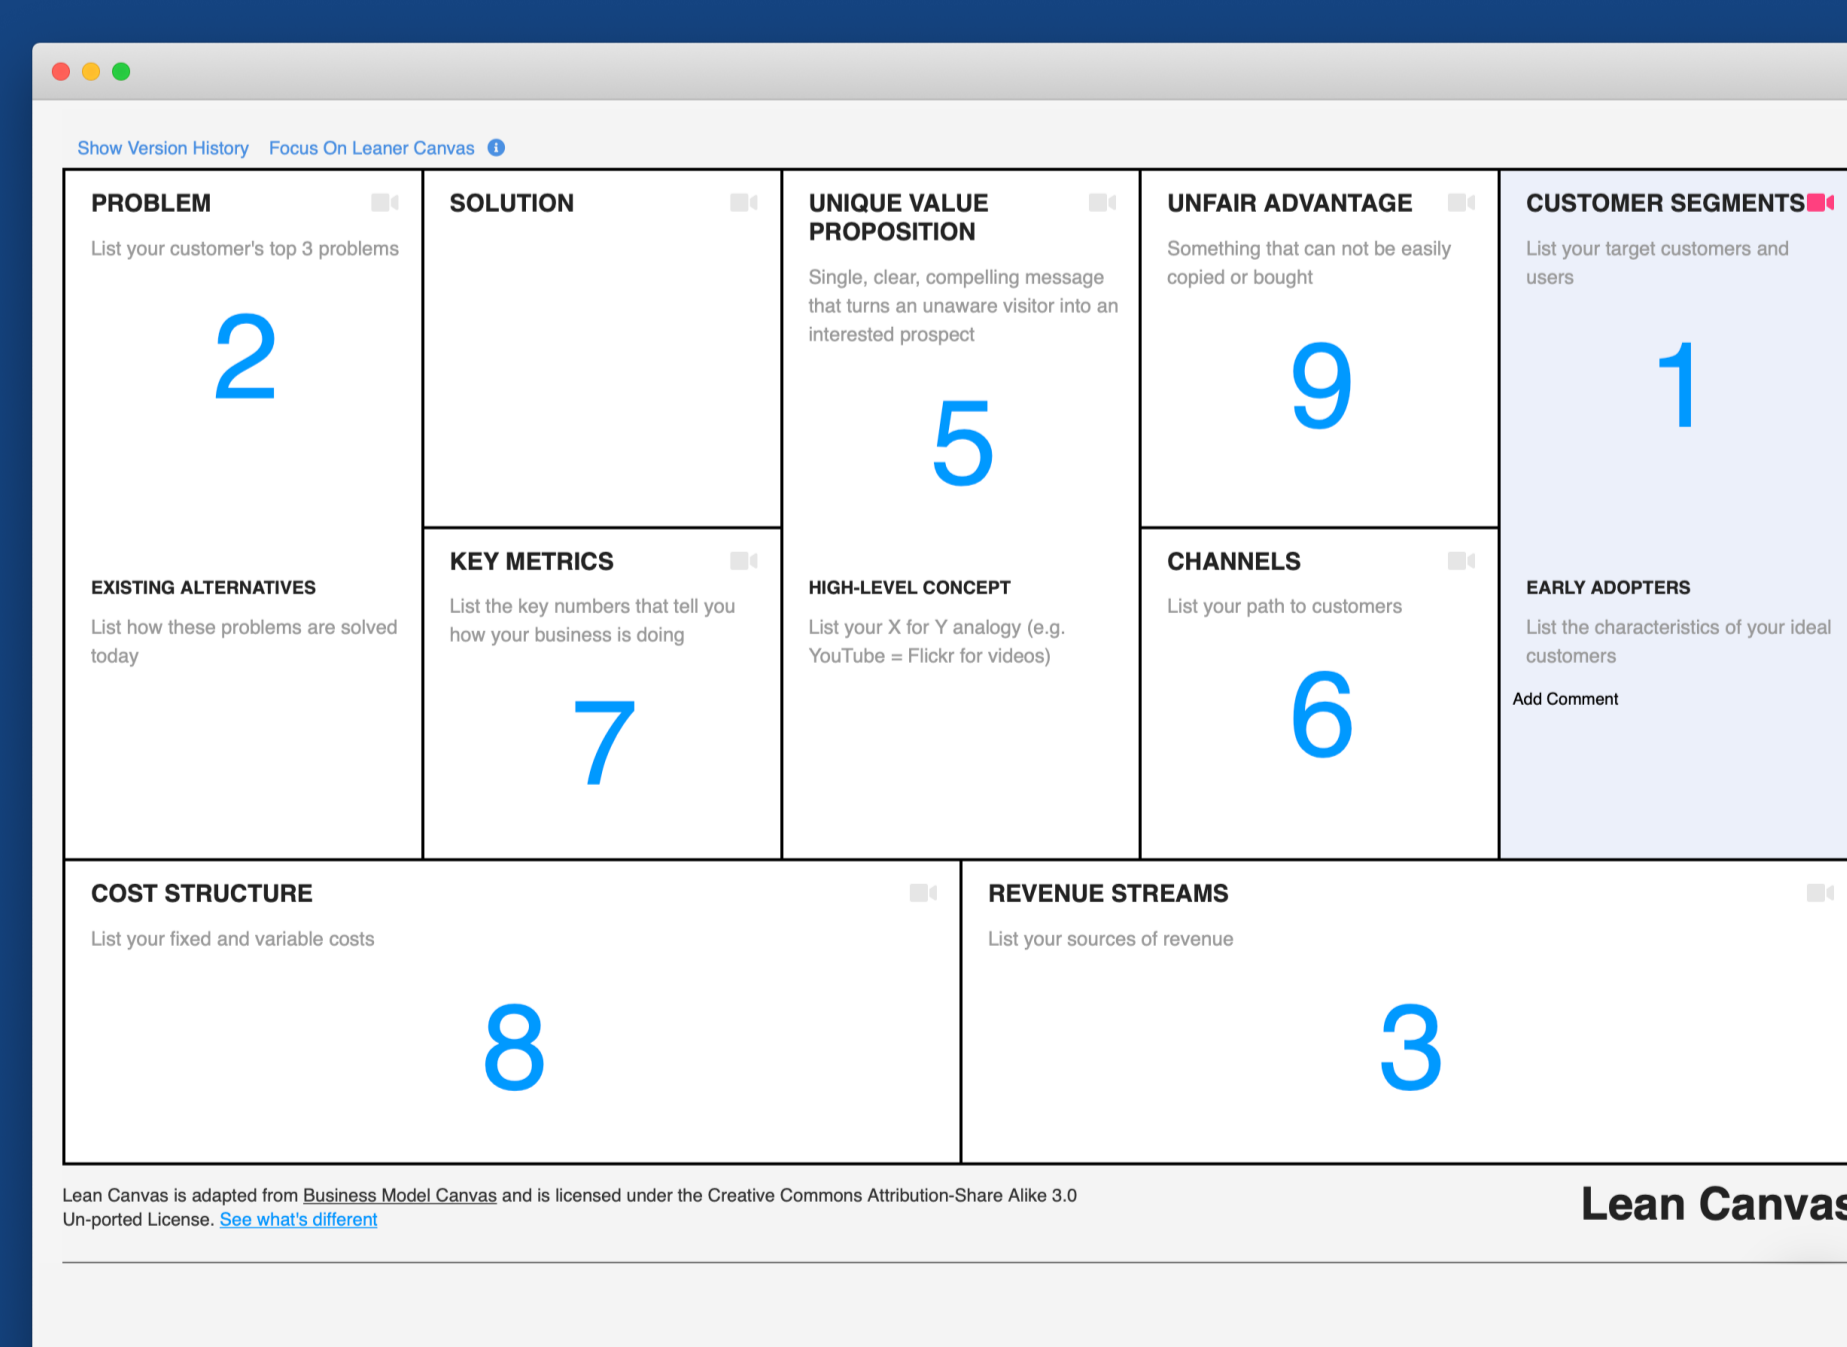 Show Version History Focus On Leaner Canvas
PROBLEM
List your customer's top 3 problems
2
EXISTING ALTERNATIVES
List how these problems are solved
today
SOLUTION
KEY METRICS
List the key numbers that tell you
how your business is doing
7
UNIQUE VALUE
PROPOSITION
Single, clear, compelling message
that turns an unaware visitor into an
interested prospect
5
HIGH-LEVEL CONCEPT
List your X for Y analogy (e.g.
YouTube = Flickr for videos)
UNFAIR ADVANTAGE
Something that can not be easily
copied or bought
9
CHANNELS
List your path to customers
6
CUSTOMER SEGMENTS
List your target customers and
users
1
EARLY ADOPTERS
List the characteristics of your ideal
customers
Add Comment
COST STRUCTURE
List your fixed and variable costs
8
REVENUE STREAMS
List your sources of revenue
3
Lean Canvas is adapted from Business Model Canvas and is licensed under the Creative Commons Attribution-Share Alike 3.0
Un-ported License. See what's different
Lean Canvas